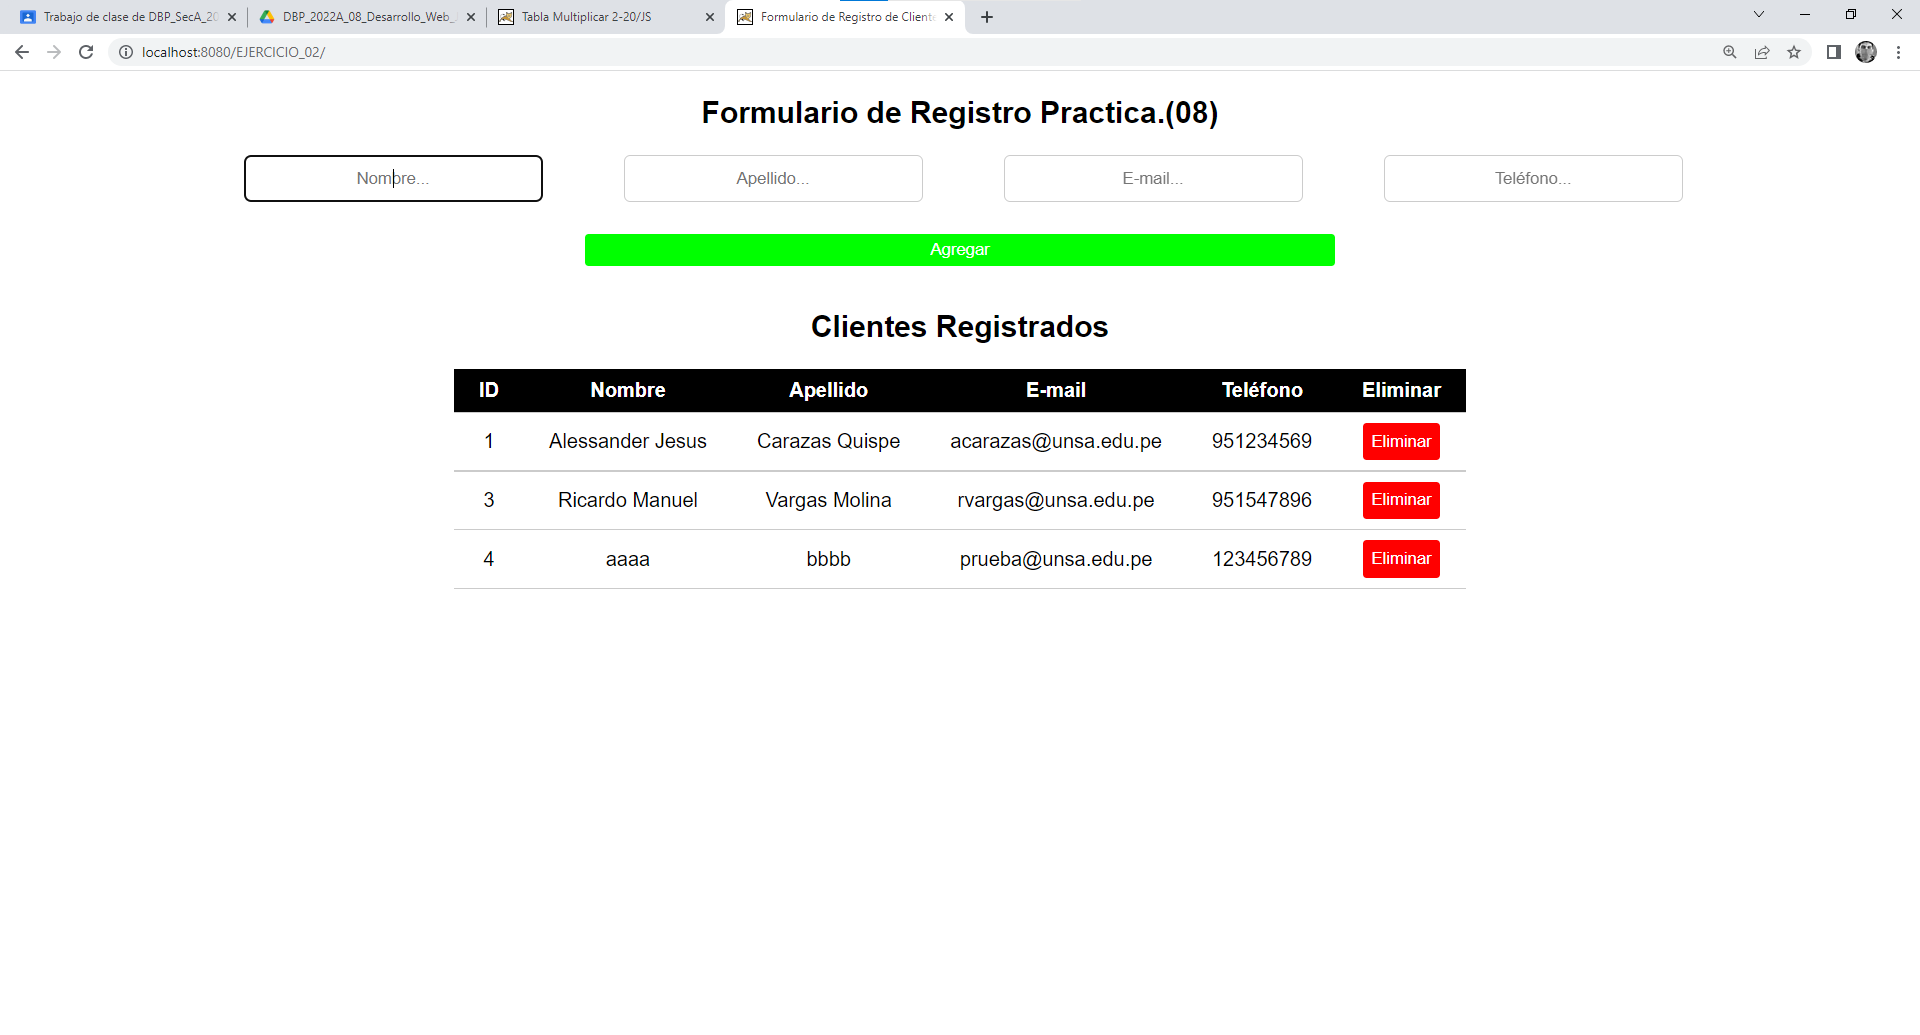 Trabajo de clase de DBP_SecA_20
DBP_2022A_08_Desarrollo_Web_
Tabla Multiplicar 2-20/JS
Formulario de Registro de Cliente
localhost:8080/EJERCICIO_02/
Formulario de Registro Practica.(08)
Nombre... Apellido... E-mail... Teléfono...
Agregar
Clientes Registrados
ID Nombre Apellido E-mail Teléfono Eliminar
1 Alessander Jesus Carazas Quispe acarazas@unsa.edu.pe 951234569 Eliminar
3 Ricardo Manuel Vargas Molina rvargas@unsa.edu.pe 951547896 Eliminar
4 aaaa bbbb prueba@unsa.edu.pe 123456789 Eliminar